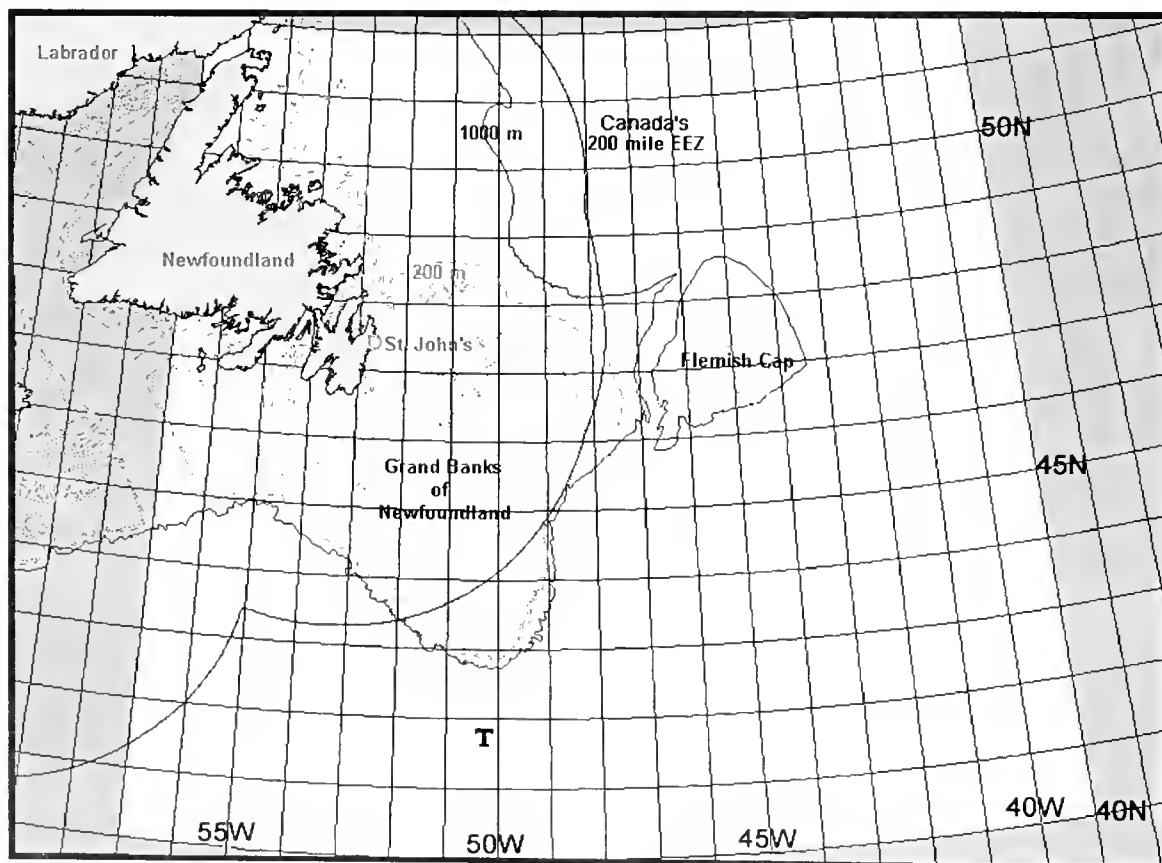 Labrador
1000 m
Canada's
200 mile EEZ
50N
Newfoundland
200 m
St. John's
Flemish Cap
Grand Banks
of
Newfoundland
45N
T
55W
50W
45W
40W
40N